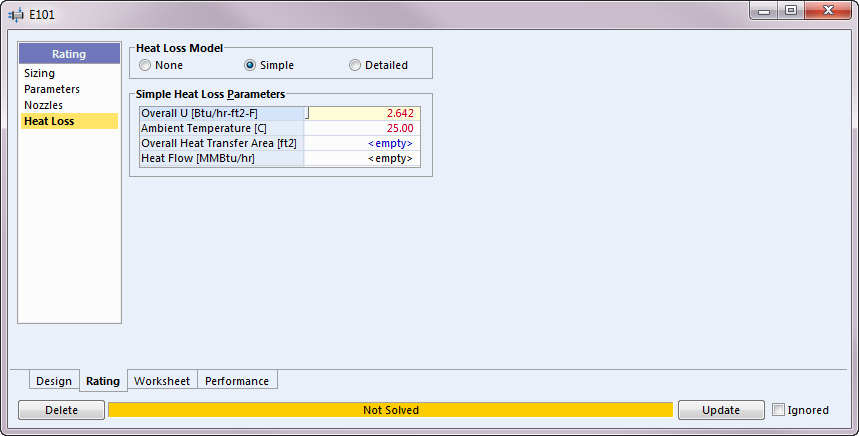 E101
Rating
Sizing
Parameters
Nozzles
Heat Loss
Heat Loss Model
None Simple Detailed
Simple Heat Loss Parameters
Overall U [Btu/hr-ft2-F] 2.642
Ambient Temperature [C] 25.00
Overall Heat Transfer Area [ft2] <empty>
Heat Flow [MMBtu/hr] <empty>
Design Rating Worksheet Performance
Delete Not Solved Update Ignored